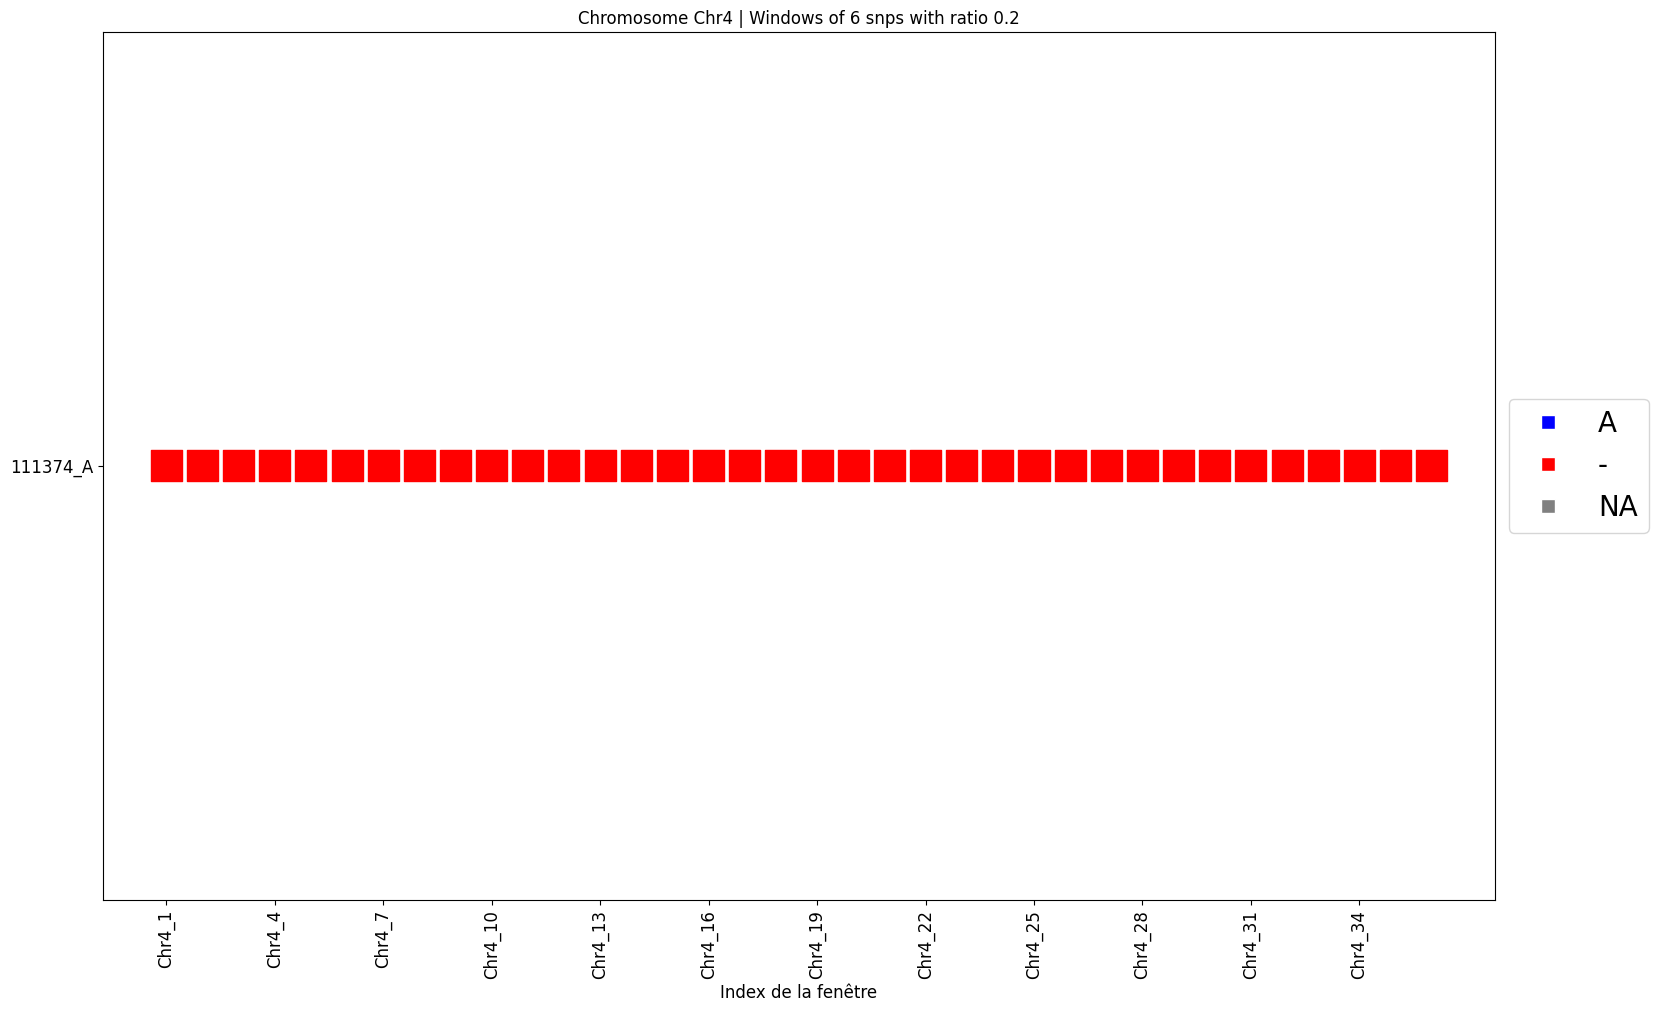 Chromosome Chr4 | Windows of 6 snps with ratio 0.2
111374_A
A
-
NA
Chr4_1
Chr4_4
Chr4_7
Chr4_10
Chr4_13
Chr4_16
Chr4_19
Chr4_22
Chr4_25
Chr4_28
Chr4_31
Chr4_34
Index de la fenêtre